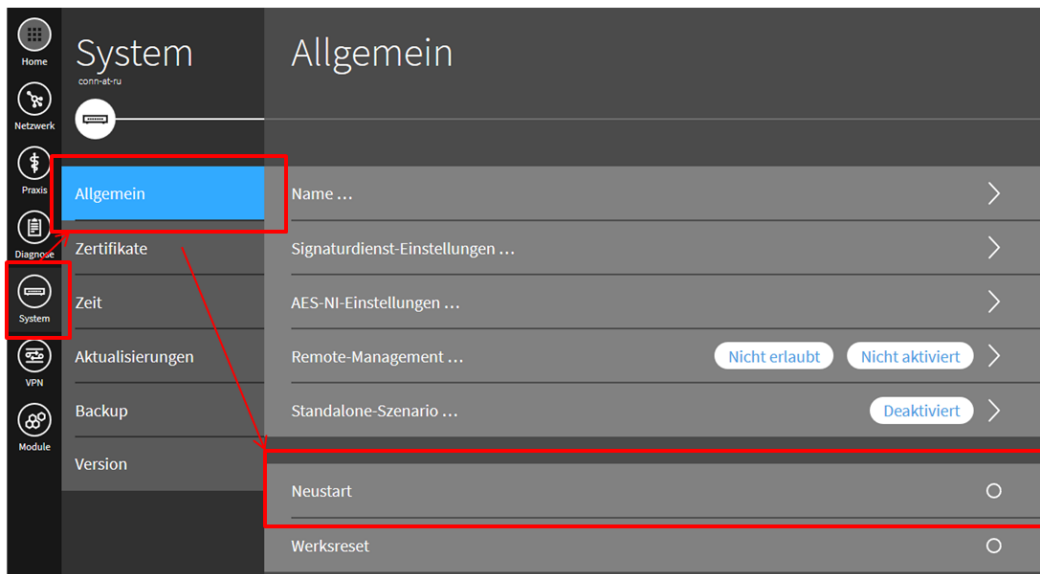 Home
Netzwerk
Praxis
Diagnose
System
VPN
Module
System
conn-at-ru
Allgemein
Zertifikate
Zeit
Aktualisierungen
Backup
Version
Allgemein
Name ...
Signaturdienst-Einstellungen ...
AES-NI-Einstellungen ...
Remote-Management ... Nicht erlaubt Nicht aktiviert
Standalone-Szenario ... Deaktiviert
Neustart
Werksreset